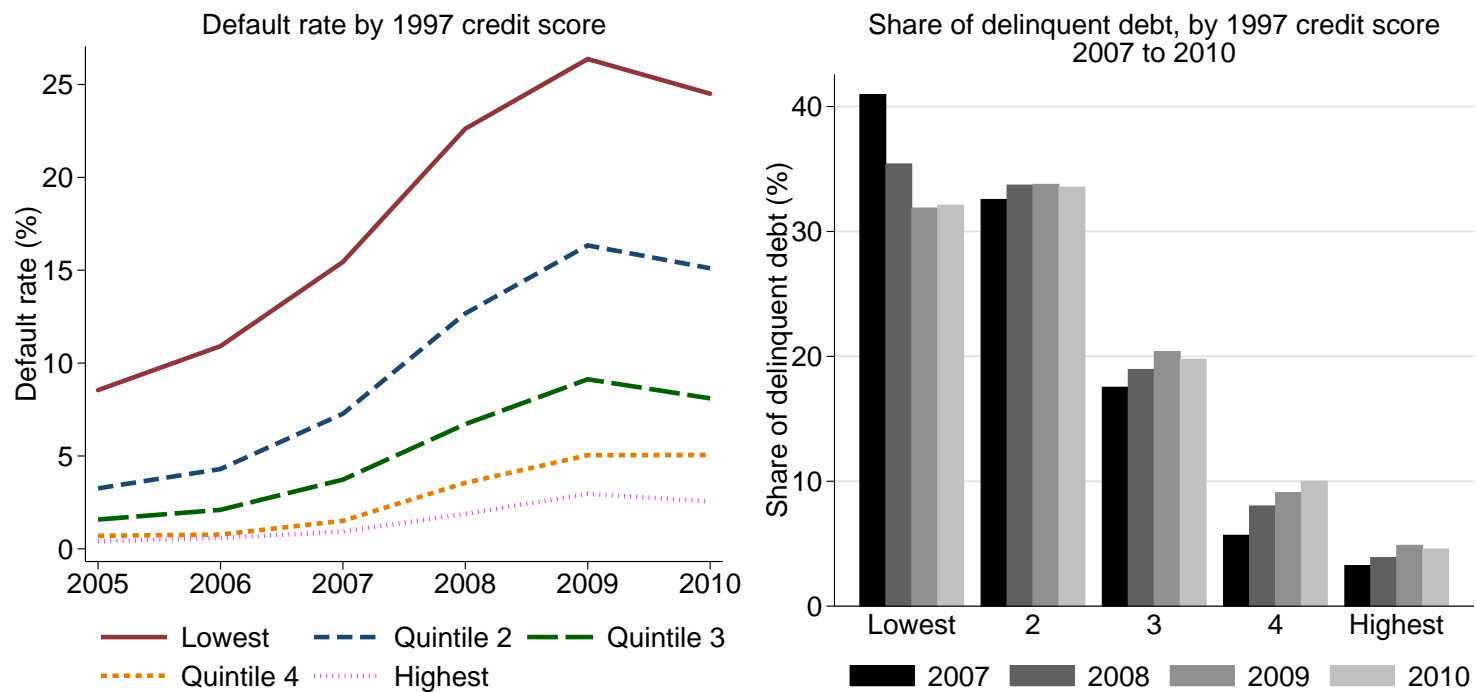 Default rate by 1997 credit score
Default rate (%)
25
20
15
10
5
0
2005 2006 2007 2008 2009 2010
Lowest Quintile 2 Quintile 3
Quintile 4 Highest
Share of delinquent debt, by 1997 credit score
2007 to 2010
Share of delinquent debt (%)
40
30
20
10
0
Lowest 2 3 4 Highest
2007 2008 2009 2010